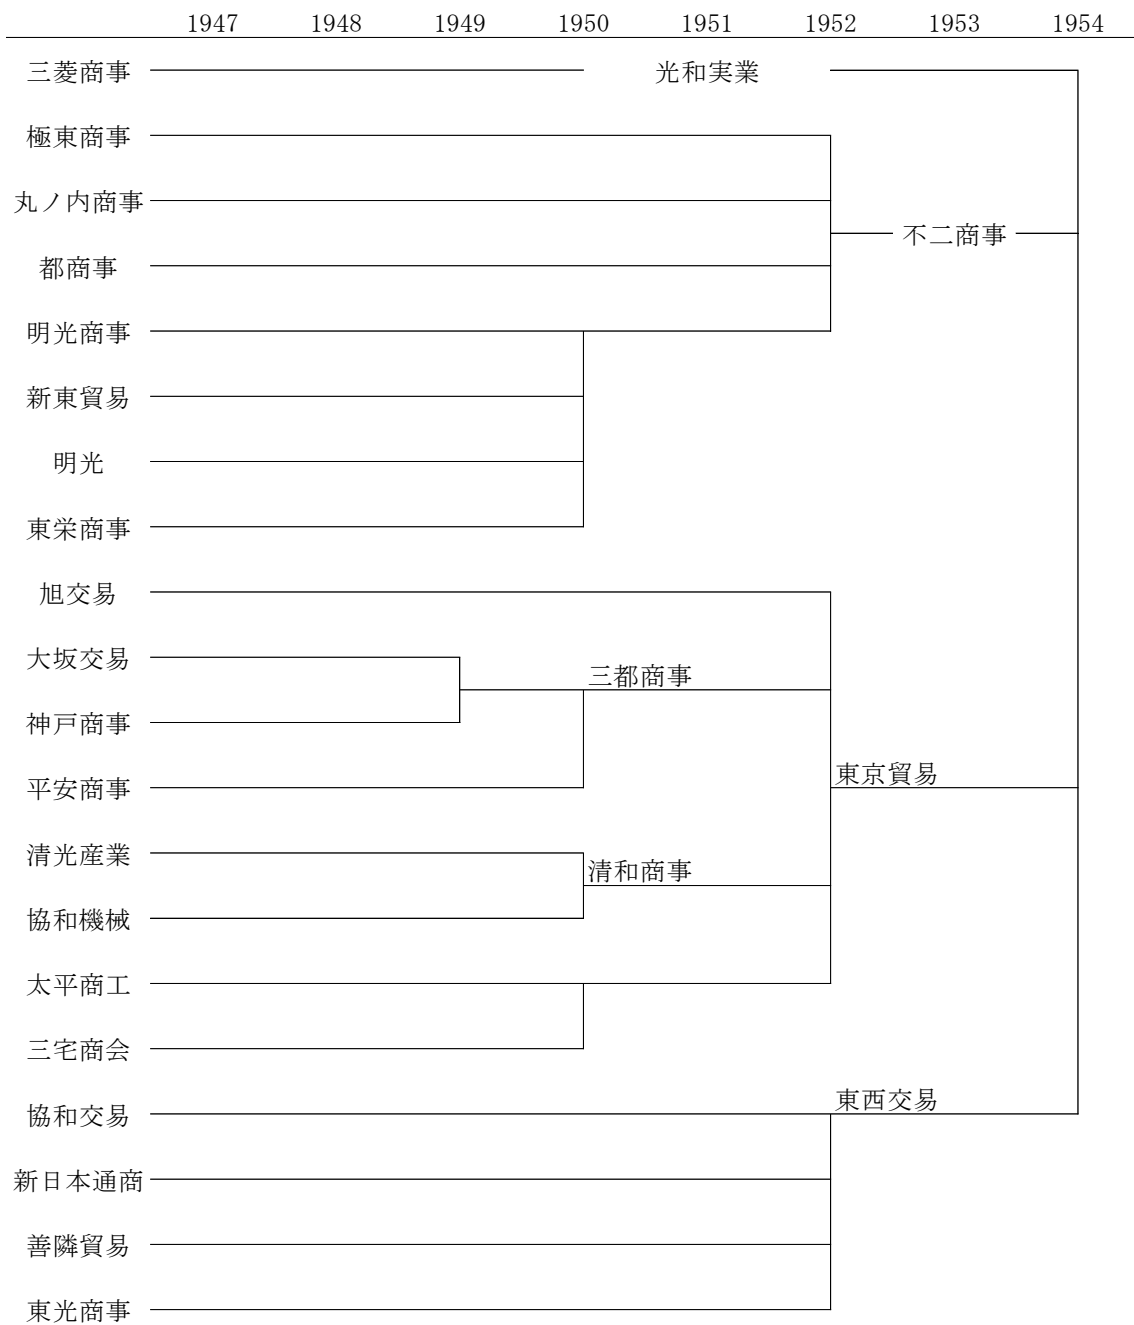 1947 1948 1949 1950 1951 1952 1953 1954
三菱商事 光和実業
極東商事
丸ノ内商事
不二商事
都商事
明光商事
新東貿易
明光
東栄商事
旭交易
大坂交易
三都商事
神戸商事
東京貿易
平安商事
清光産業
清和商事
協和機械
太平商工
三宅商会
東西交易
協和交易
新日本通商
善隣貿易
東光商事